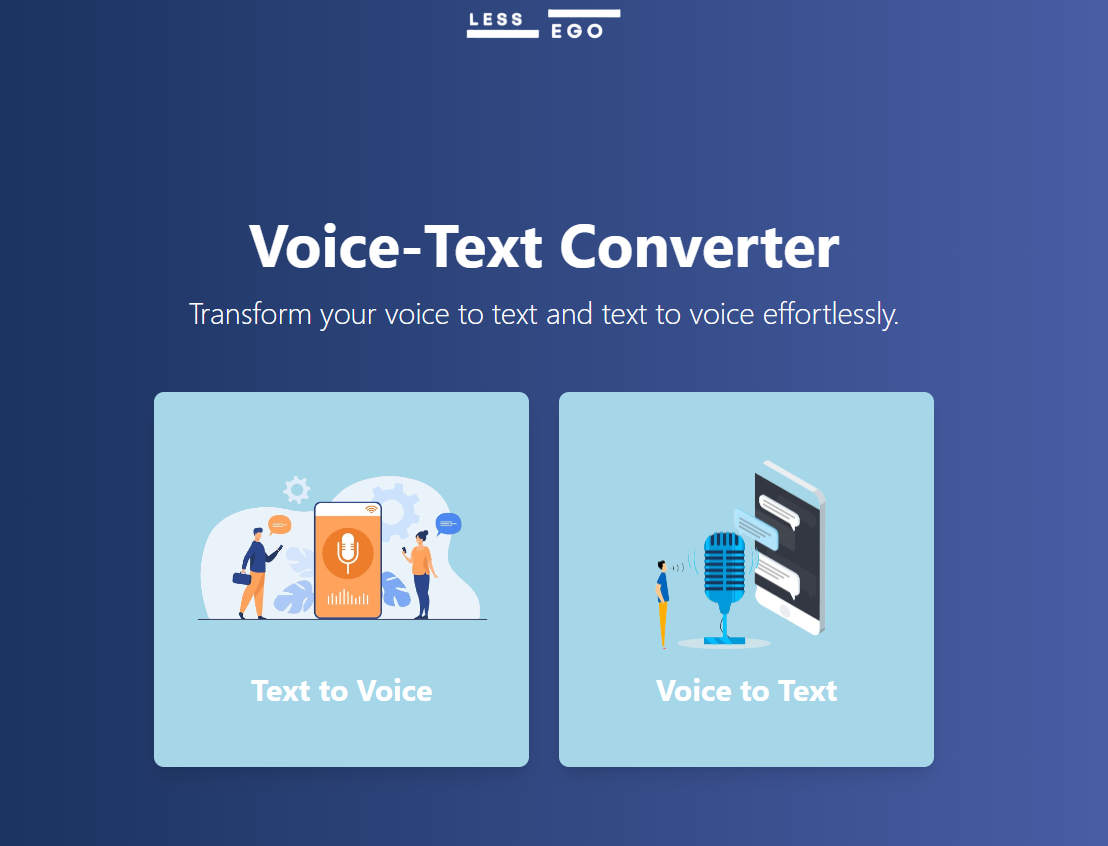 LESS
EGO
Voice-Text Converter
Transform your voice to text and text to voice effortlessly.
Text to Voice
Voice to Text